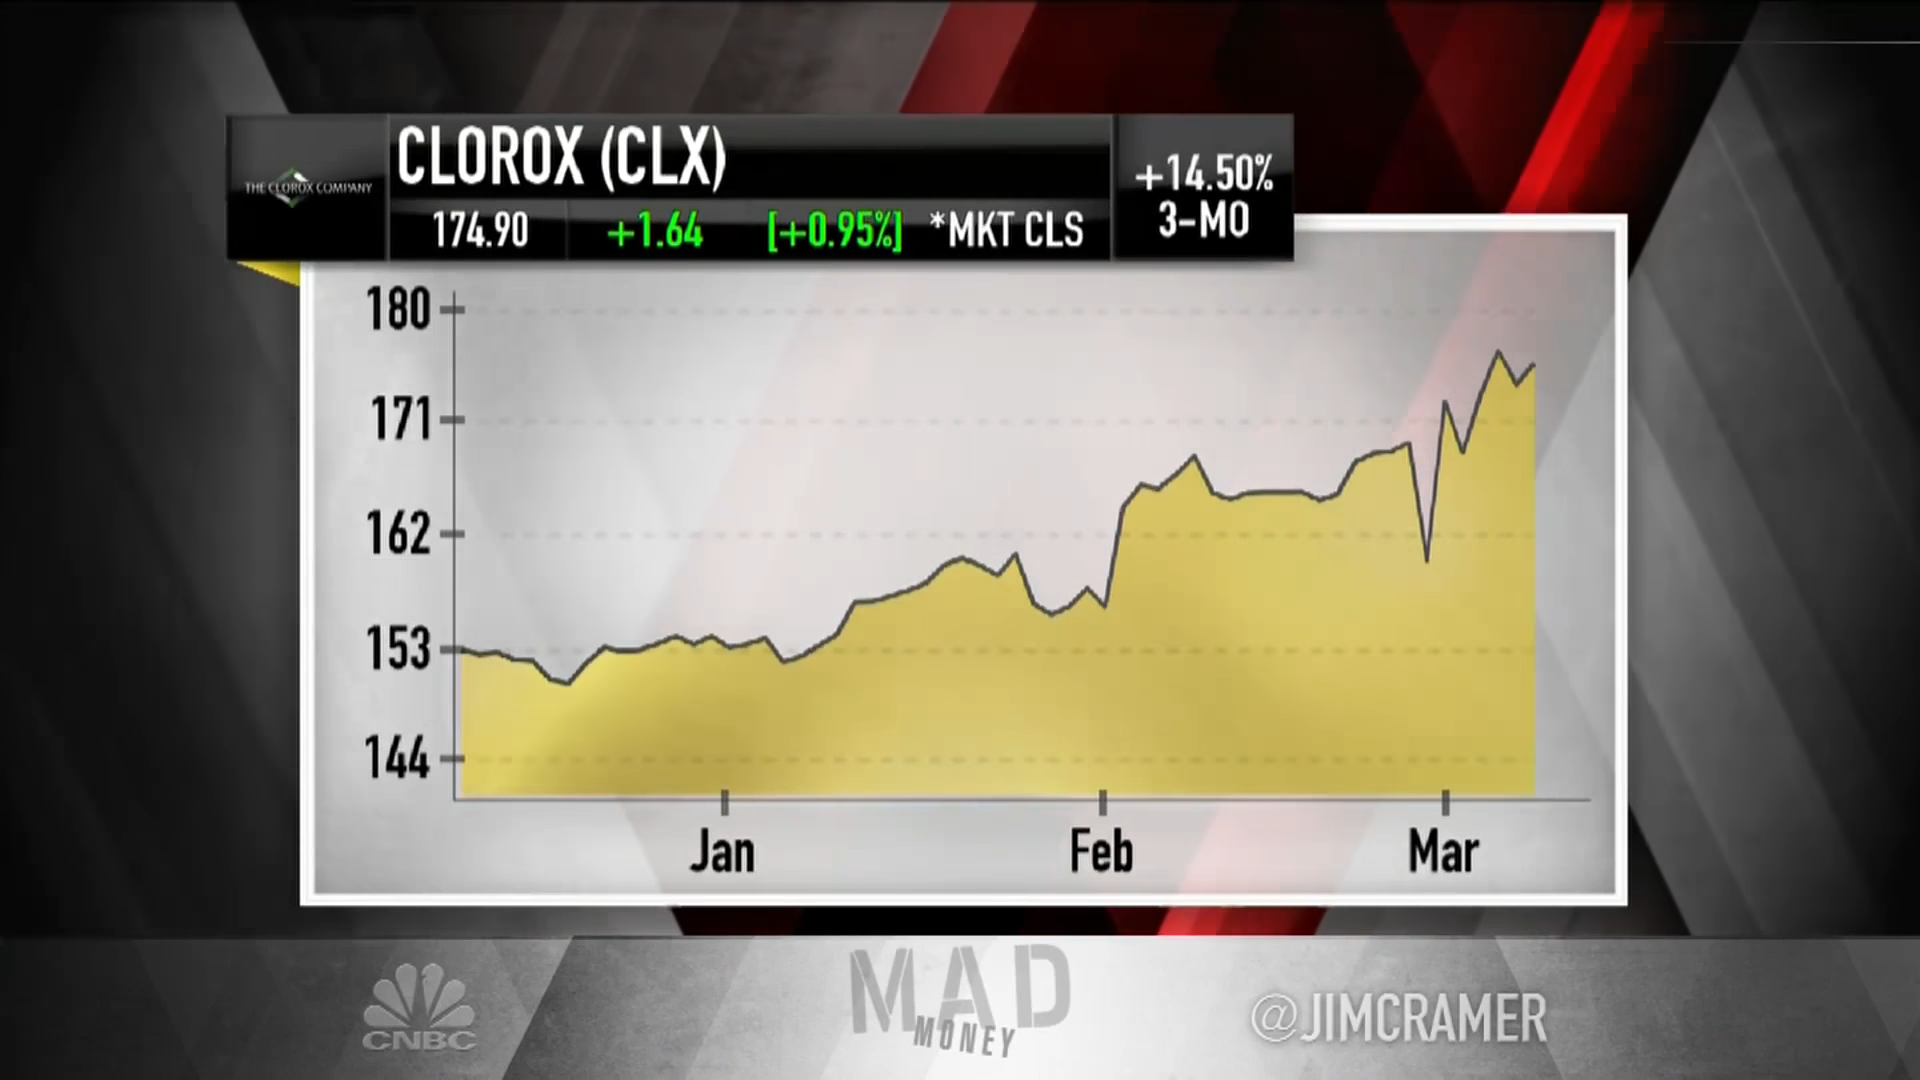 THE CLOROX COMPANY
CLOROX (CLX)
174.90 +1.64 [+0.95%] *MKT CLS
+14.50%
3-MO
180
171
162
153
144
Jan Feb Mar
CNBC
MAD
MONEY
@JIMCRAMER